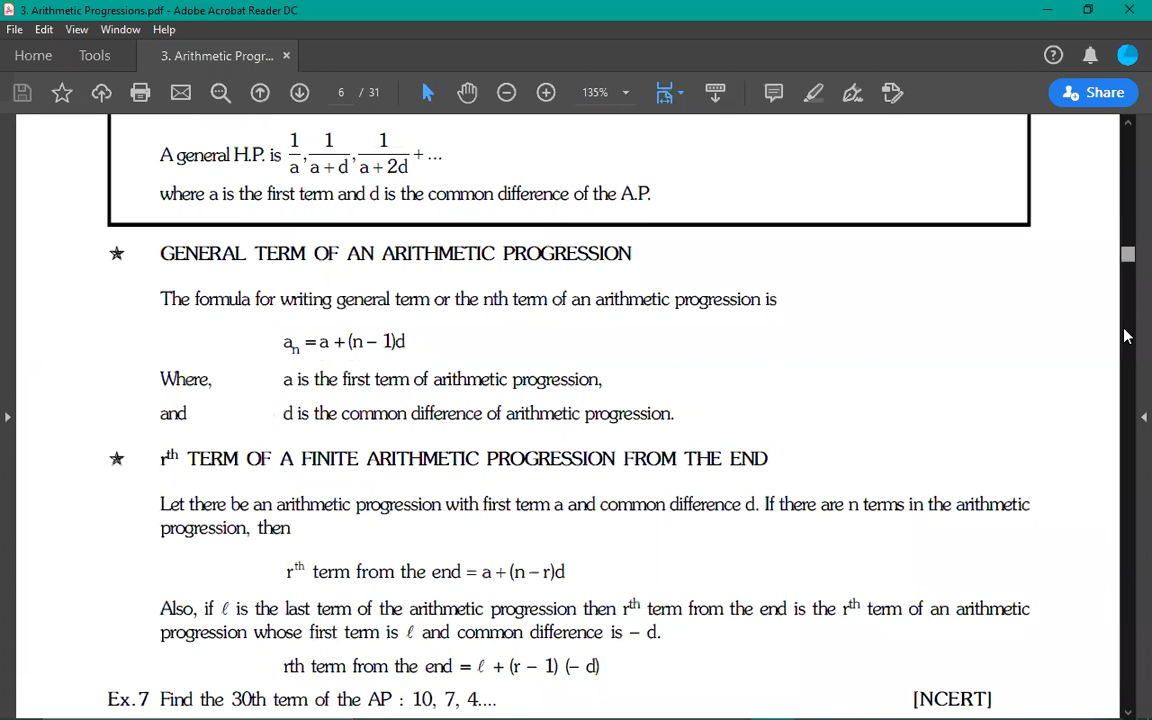 3. Arithmetic Progressions.pdf - Adobe Acrobat Reader DC
File Edit View Window Help
Home Tools 3. Arithmetic Progr... ×
6 / 31 135% Share
A general H.P. is 1/a, 1/(a+d), 1/(a+2d) + ...
where a is the first term and d is the common difference of the A.P.
GENERAL TERM OF AN ARITHMETIC PROGRESSION
The formula for writing general term or the nth term of an arithmetic progression is
aₙ = a + (n – 1)d
Where, a is the first term of arithmetic progression,
and d is the common difference of arithmetic progression.
rᵗʰ TERM OF A FINITE ARITHMETIC PROGRESSION FROM THE END
Let there be an arithmetic progression with first term a and common difference d. If there are n terms in the arithmetic
progression, then
rᵗʰ term from the end = a + (n – r)d
Also, if ℓ is the last term of the arithmetic progression then rᵗʰ term from the end is the rᵗʰ term of an arithmetic
progression whose first term is ℓ and common difference is – d.
rth term from the end = ℓ + (r – 1) (– d)
Ex.7 Find the 30th term of the AP : 10, 7, 4.... [NCERT]